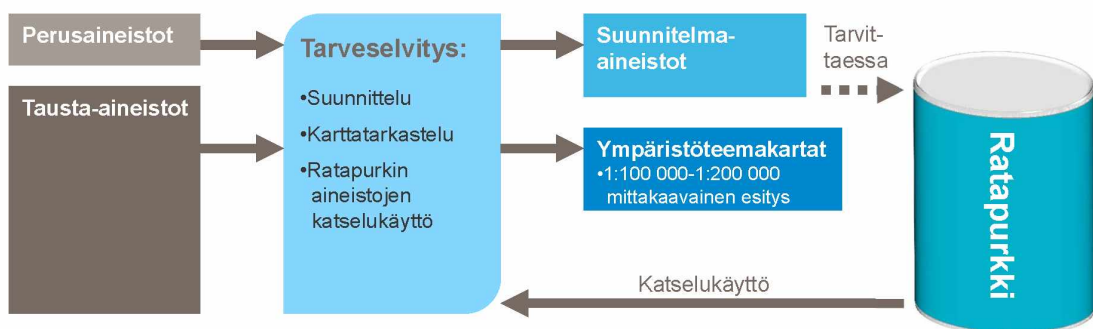 Perusaineistot
Tausta-aineistot
Tarveselvitys:
•Suunnittelu
•Karttatarkastelu
•Ratapurkin
aineistojen
katselukäyttö
Suunnitelma-
aineistot
Ympäristöteemakartat
•1:100 000-1:200 000
mittakaavainen esitys
Tarvit-
taessa
Ratapurkki
Katselukäyttö